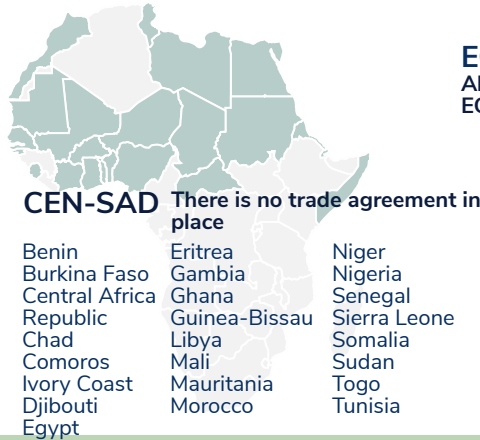 CEN-SAD
There is no trade agreement in
place
Benin
Burkina Faso
Central Africa
Republic
Chad
Comoros
Ivory Coast
Djibouti
Egypt
Eritrea
Gambia
Ghana
Guinea-Bissau
Libya
Mali
Mauritania
Morocco
Niger
Nigeria
Senegal
Sierra Leone
Somalia
Sudan
Togo
Tunisia